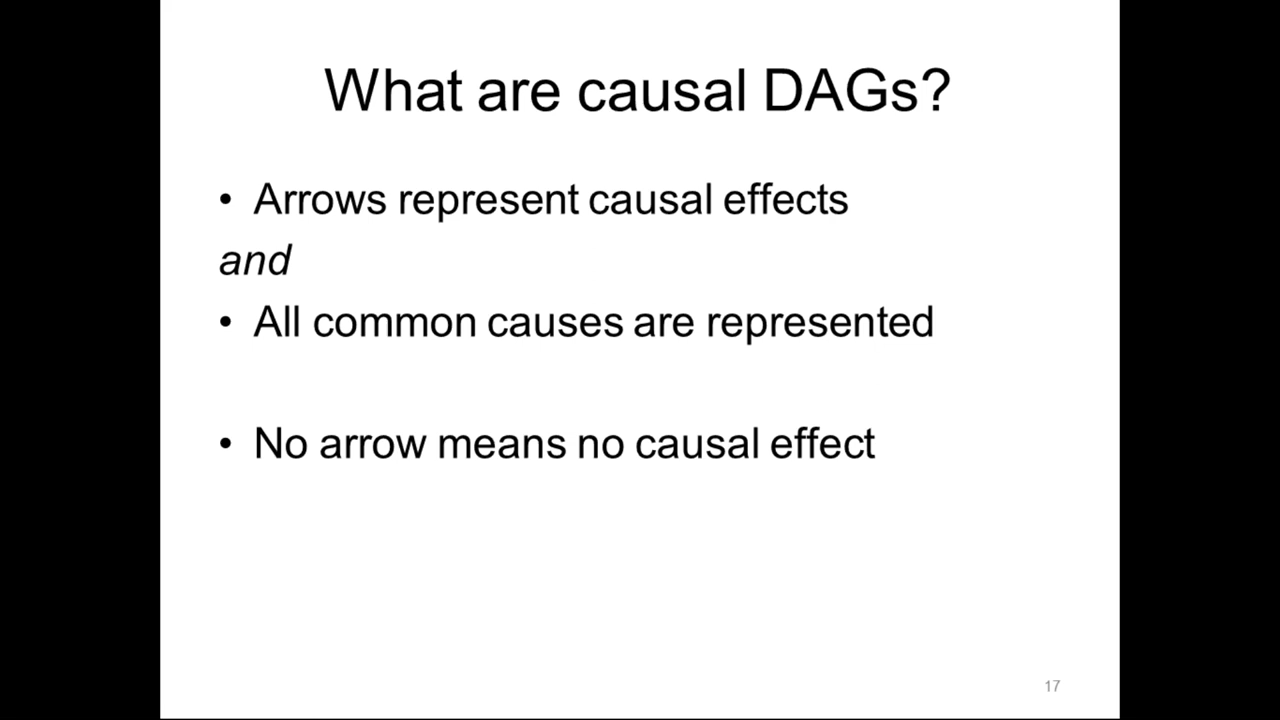 What are causal DAGs?
• Arrows represent causal effects
and
• All common causes are represented
• No arrow means no causal effect
17